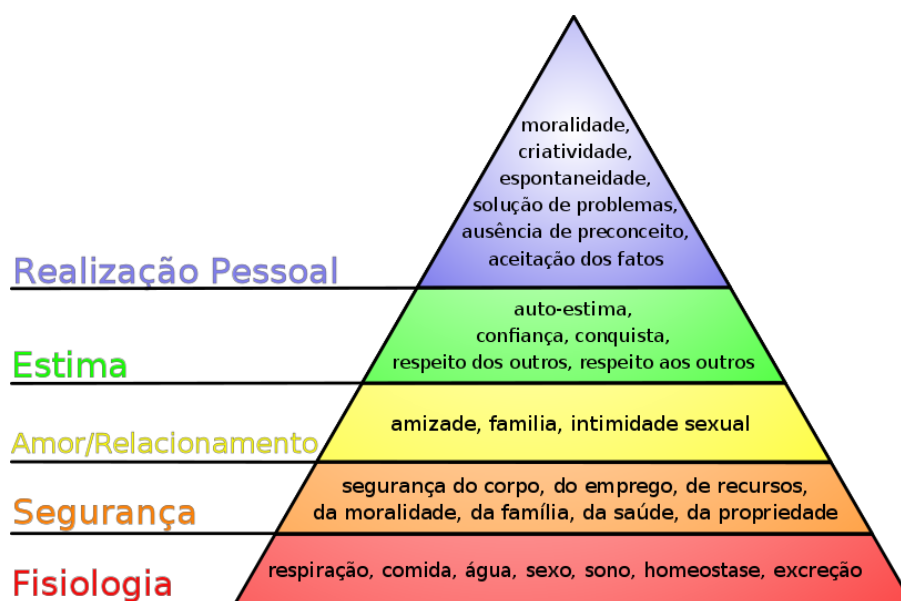 moralidade,
criatividade,
espontaneidade,
solução de problemas,
ausência de preconceito,
aceitação dos fatos
Realização Pessoal
auto-estima,
confiança, conquista,
respeito dos outros, respeito aos outros
Estima
amizade, familia, intimidade sexual
Amor/Relacionamento
segurança do corpo, do emprego, de recursos,
da moralidade, da família, da saúde, da propriedade
Segurança
respiração, comida, água, sexo, sono, homeostase, excreção
Fisiologia